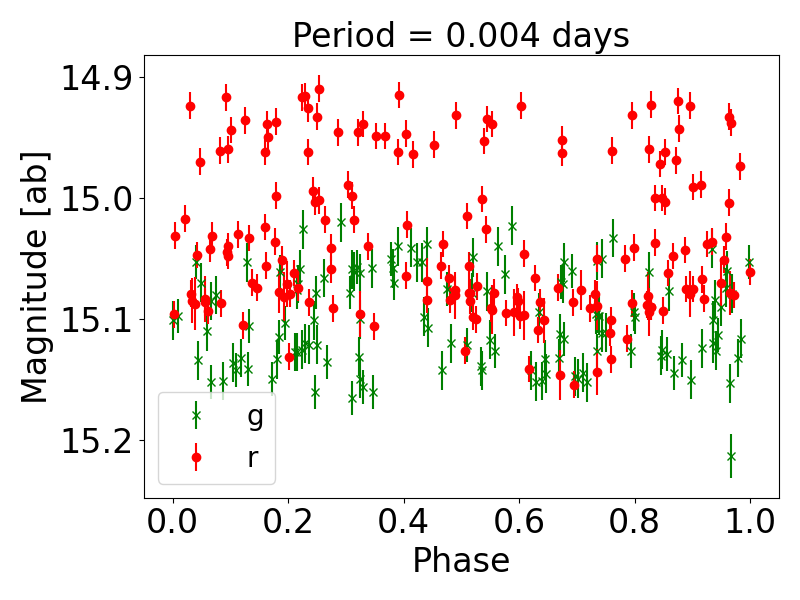 Period = 0.004 days
Magnitude [ab]
14.9
15.0
15.1
15.2
g
r
0.0 0.2 0.4 0.6 0.8 1.0
Phase